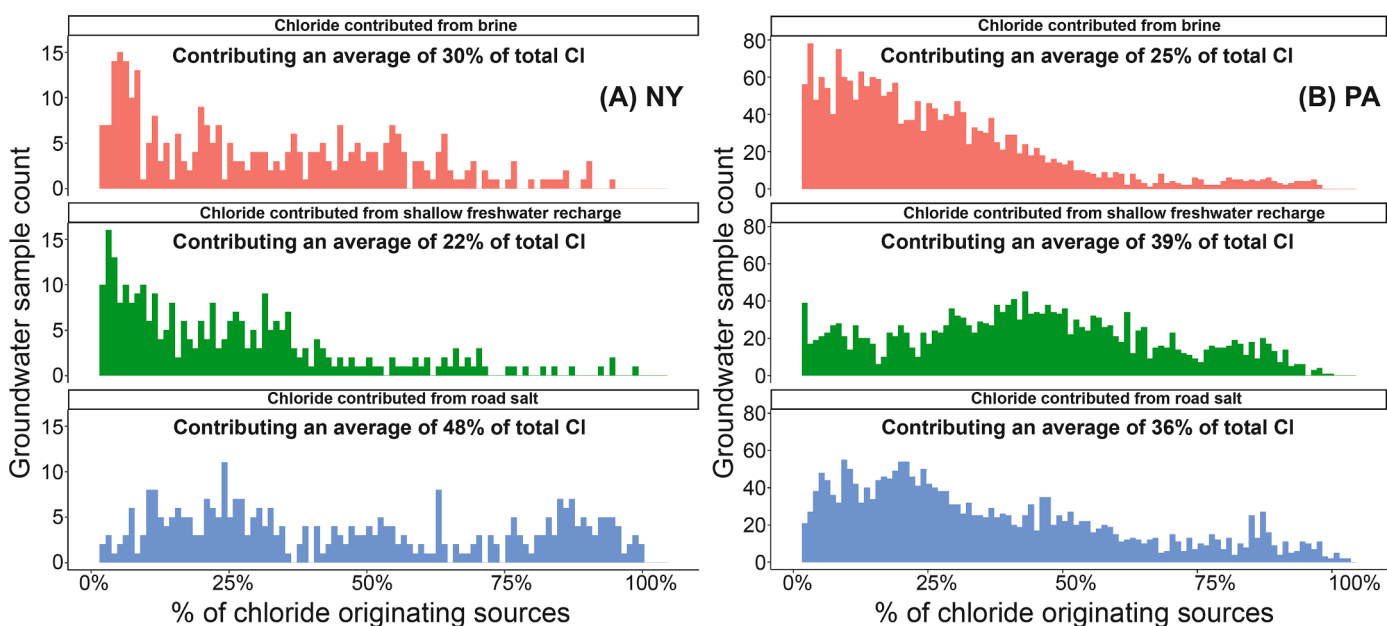 Chloride contributed from brine
Contributing an average of 30% of total Cl
(A) NY
15
10
5
0
Chloride contributed from shallow freshwater recharge
Contributing an average of 22% of total Cl
15
10
5
0
Chloride contributed from road salt
Contributing an average of 48% of total Cl
15
10
5
0
Groundwater sample count
0%
25%
50%
75%
100%
% of chloride originating sources
Chloride contributed from brine
Contributing an average of 25% of total Cl
(B) PA
80
60
40
20
0
Chloride contributed from shallow freshwater recharge
Contributing an average of 39% of total Cl
80
60
40
20
0
Chloride contributed from road salt
Contributing an average of 36% of total Cl
80
60
40
20
0
Groundwater sample count
0%
25%
50%
75%
100%
% of chloride originating sources